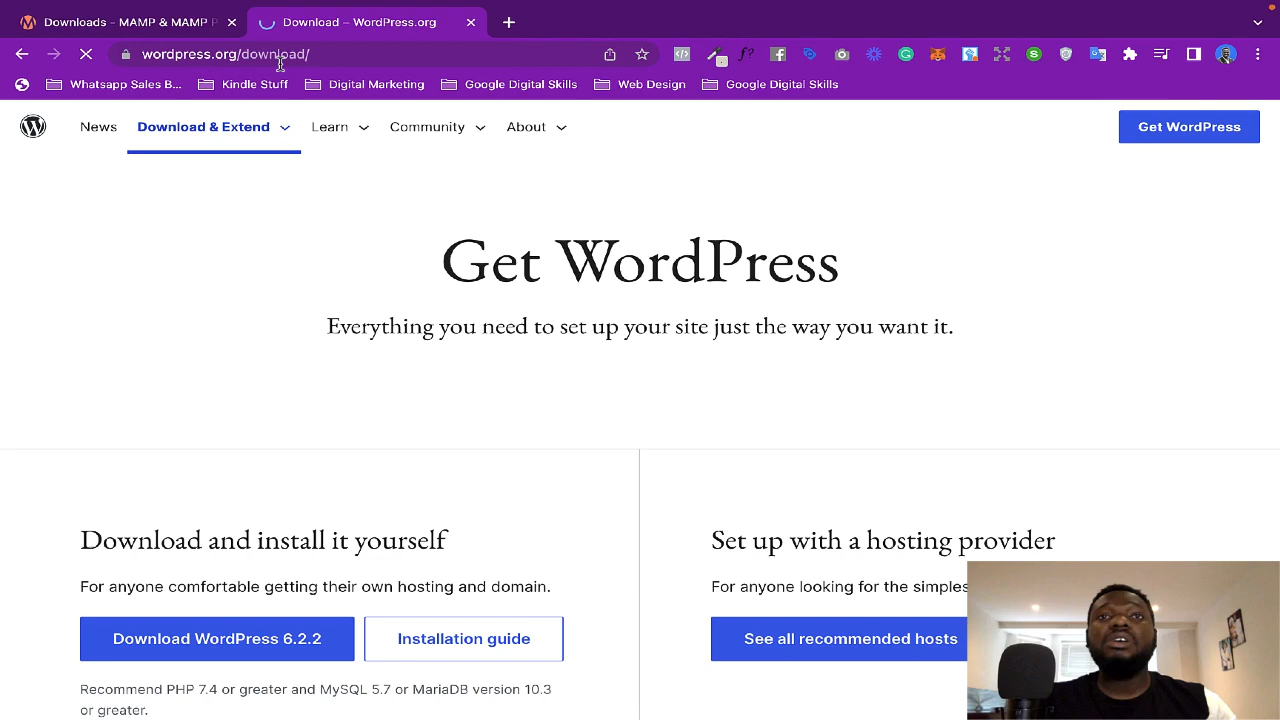 Downloads - MAMP & MAMP P
Download – WordPress.org
wordpress.org/download/
Whatsapp Sales B...
Kindle Stuff
Digital Marketing
Google Digital Skills
Web Design
Google Digital Skills
News
Download & Extend
Learn
Community
About
Get WordPress
Get WordPress
Everything you need to set up your site just the way you want it.
Download and install it yourself
For anyone comfortable getting their own hosting and domain.
Download WordPress 6.2.2
Installation guide
Recommend PHP 7.4 or greater and MySQL 5.7 or MariaDB version 10.3
or greater.
Set up with a hosting provider
For anyone looking for the simples
See all recommended hosts